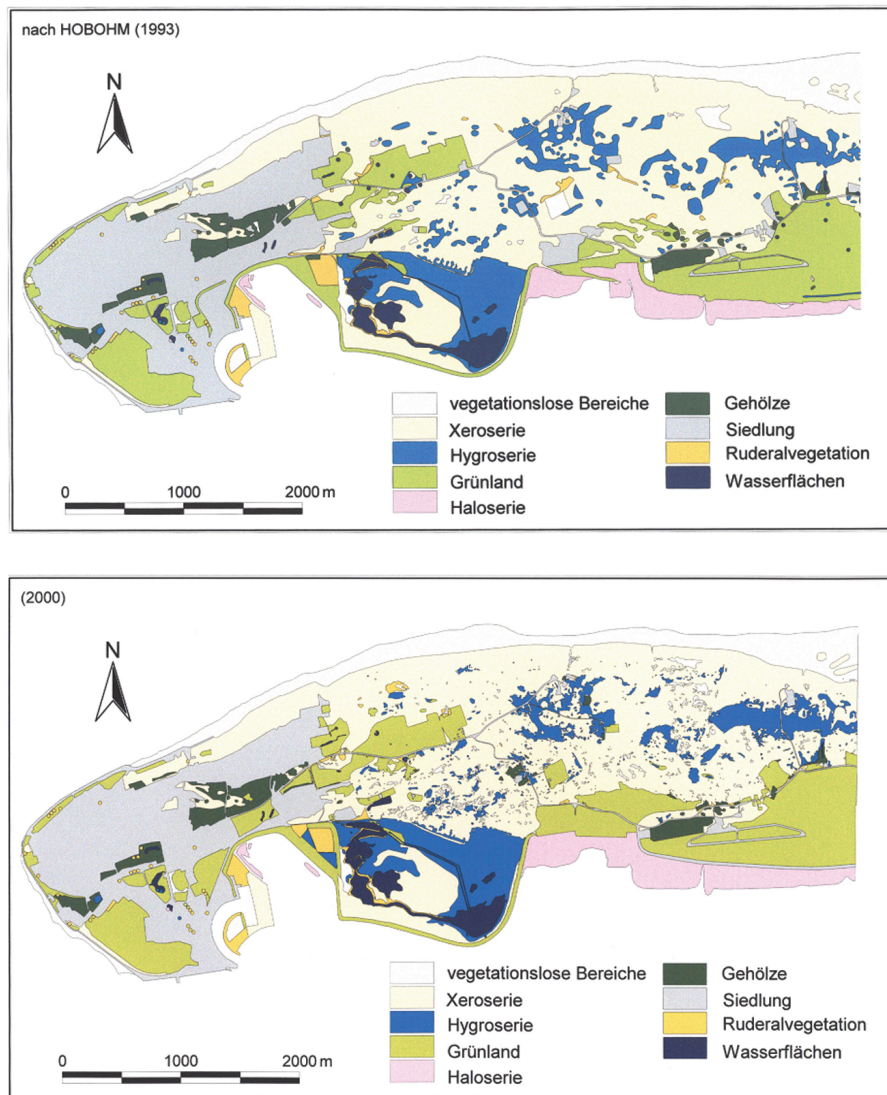 nach HOBOHM (1993)
N
vegetationslose Bereiche
Xeroserie
Hygroserie
Grünland
Haloserie
Gehölze
Siedlung
Ruderalvegetation
Wasserflächen
0 1000 2000 m
(2000)
N
vegetationslose Bereiche
Xeroserie
Hygroserie
Grünland
Haloserie
Gehölze
Siedlung
Ruderalvegetation
Wasserflächen
0 1000 2000 m